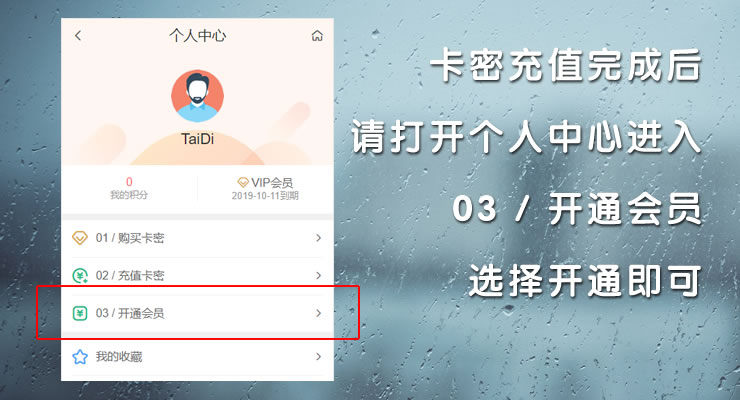 个人中心
TaiDi
0
我的积分
VIP会员
2019-10-11到期
01 / 购买卡密
02 / 充值卡密
03 / 开通会员
我的收藏
卡密充值完成后
请打开个人中心进入
03 / 开通会员
选择开通即可